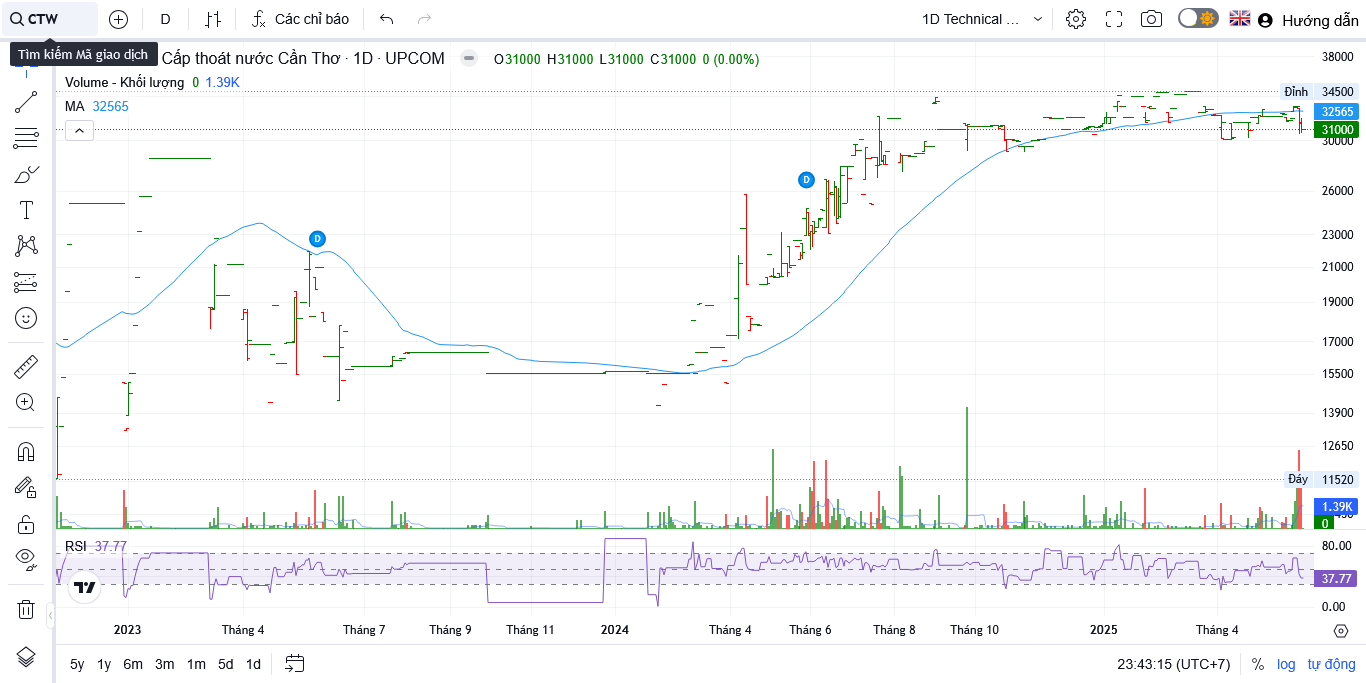 CTW
D
Các chỉ báo
1D Technical ...
Hướng dẫn
Tìm kiếm Mã giao dịch
Cấp thoát nước Cần Thơ · 1D · UPCOM
O31000 H31000 L31000 C31000 0 (0.00%)
Volume - Khối lượng 0 1.39K
MA 32565
38000
Đỉnh 34500
32565
31000
30000
26000
23000
21000
19000
17000
15500
13900
12650
Đáy 11520
1.39K
0
D
D
RSI 37.77
80.00
37.77
0.00
2023
Tháng 4
Tháng 7
Tháng 9
Tháng 11
2024
Tháng 4
Tháng 6
Tháng 8
Tháng 10
2025
Tháng 4
5y 1y 6m 3m 1m 5d 1d
23:43:15 (UTC+7)
% log tự động